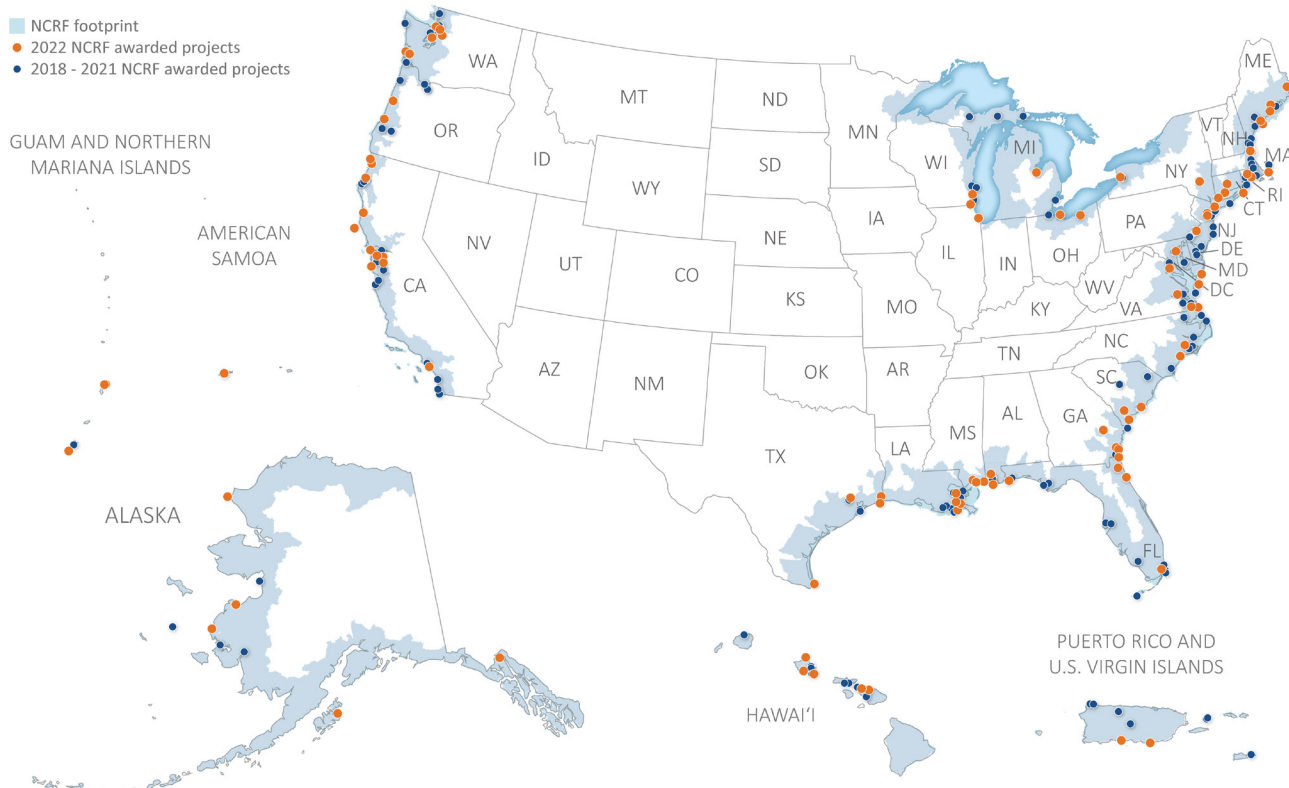 NCRF footprint
2022 NCRF awarded projects
2018 - 2021 NCRF awarded projects
GUAM AND NORTHERN
MARIANA ISLANDS
AMERICAN
SAMOA
ALASKA
HAWAI‘I
PUERTO RICO AND
U.S. VIRGIN ISLANDS
WA
OR
CA
ID
NV
MT
WY
UT
AZ
CO
NM
ND
SD
NE
KS
OK
TX
MN
IA
MO
AR
LA
WI
IL
MI
IN
OH
KY
TN
MS
AL
GA
FL
SC
NC
VA
WV
PA
NY
VT
NH
ME
MA
RI
CT
NJ
DE
MD
DC